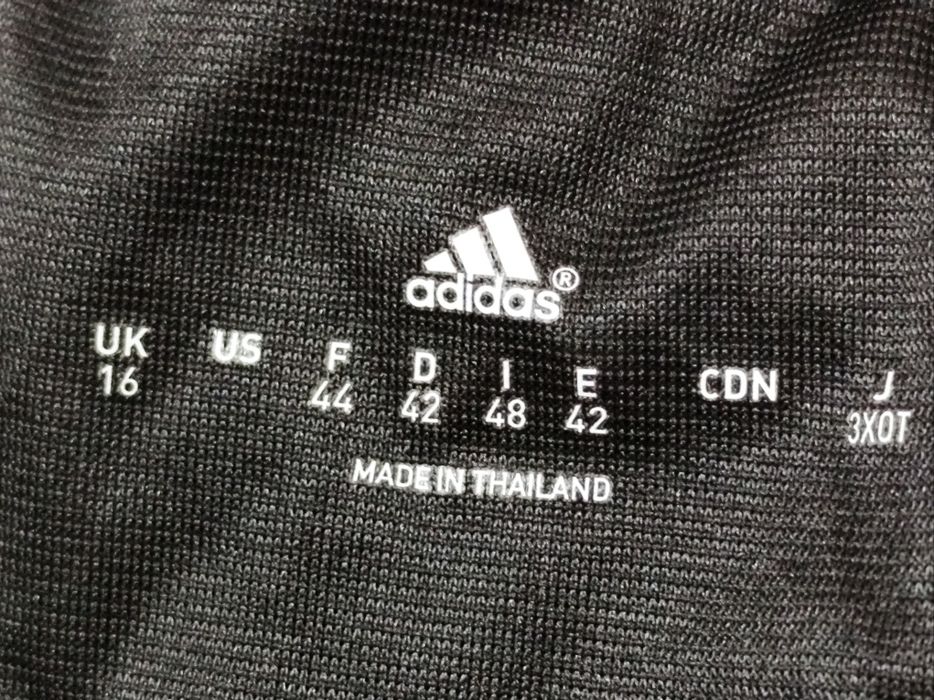 adidas®
UK US F D I E CDN J
16 44 42 48 42 3XOT
MADE IN THAILAND